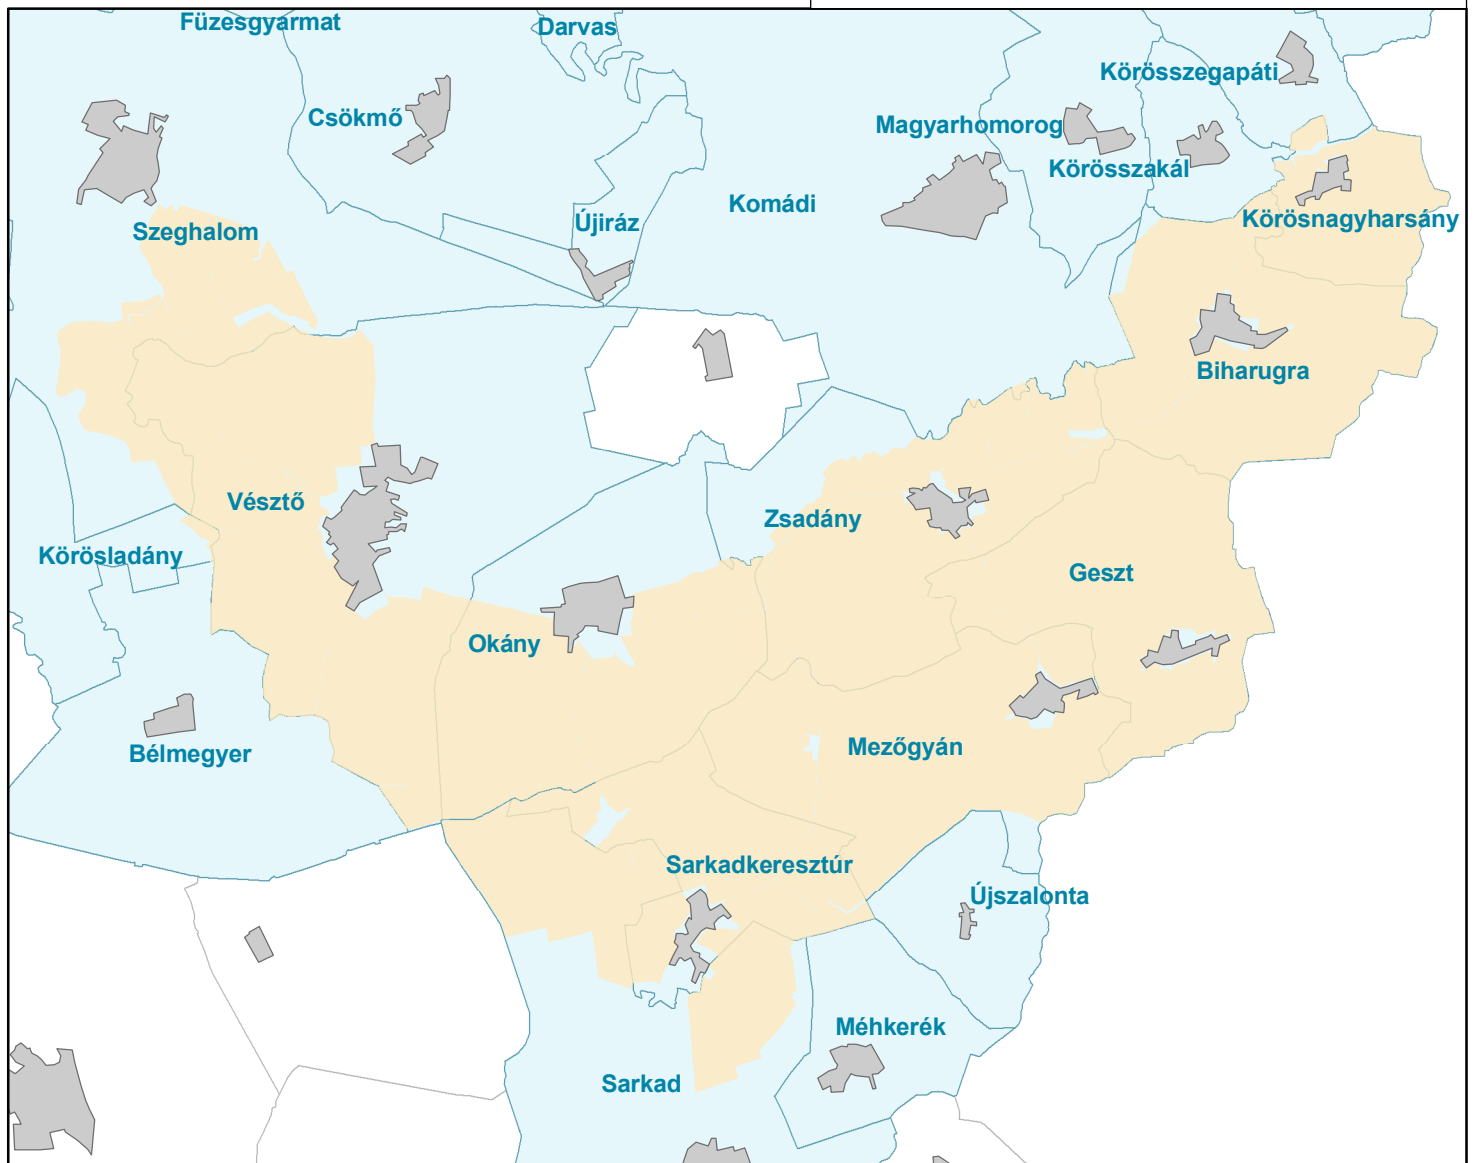 Füzesgyarmat
Darvas
Körösszegapáti
Csökmő
Magyarhomorog
Körösszakál
Komádi
Körösnagyharsány
Újiráz
Szeghalom
Biharugra
Vésztő
Zsadány
Körösladány
Geszt
Okány
Mezőgyán
Bélmegyer
Sarkadkeresztúr
Újszalonta
Méhkerék
Sarkad